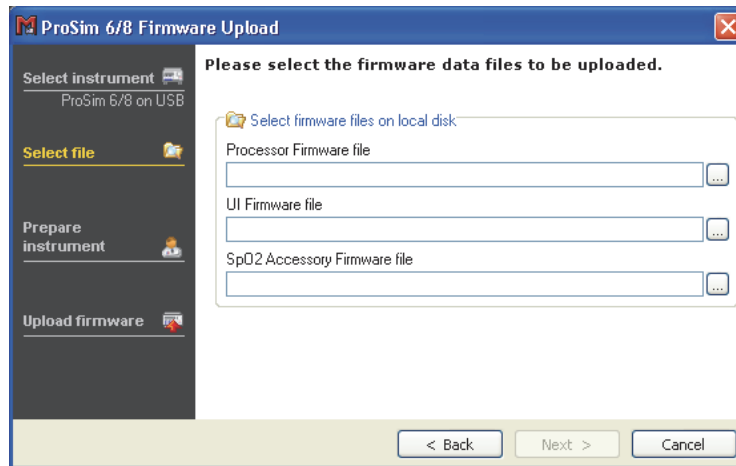 ProSim 6/8 Firmware Upload
Select instrument
ProSim 6/8 on USB
Select file
Prepare
instrument
Upload firmware
Please select the firmware data files to be uploaded.
Select firmware files on local disk
Processor Firmware file
...
UI Firmware file
...
SpO2 Accessory Firmware file
...
< Back
Next >
Cancel